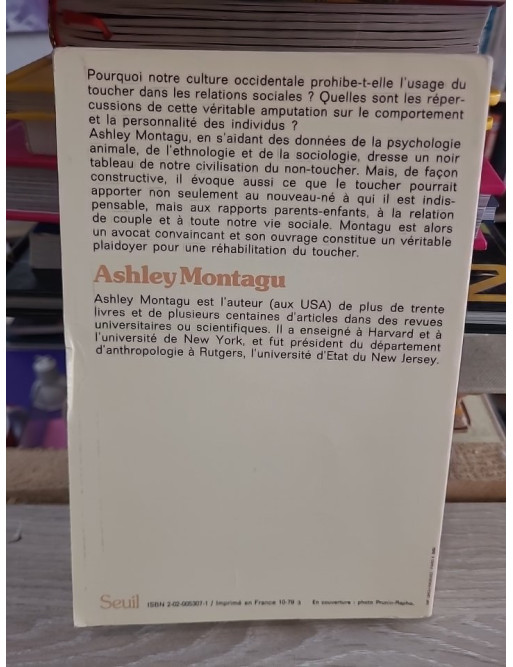 Pourquoi notre culture occidentale prohibe-t-elle l'usage du
toucher dans les relations sociales ? Quelles sont les réper-
cussions de cette véritable amputation sur le comportement
et la personnalité des individus ?
Ashley Montagu, en s'aidant des données de la psychologie
animale, de l'ethnologie et de la sociologie, dresse un noir
tableau de notre civilisation du non-toucher. Mais, de façon
constructive, il évoque aussi ce que le toucher pourrait
apporter non seulement au nouveau-né à qui il est indis-
pensable, mais aux rapports parents-enfants, à la relation
de couple et à toute notre vie sociale. Montagu est alors
un avocat convaincant et son ouvrage constitue un véritable
plaidoyer pour une réhabilitation du toucher.
Ashley Montagu
Ashley Montagu est l'auteur (aux USA) de plus de trente
livres et de plusieurs centaines d'articles dans des revues
universitaires ou scientifiques. Il a enseigné à Harvard et à
l'université de New York, et fut président du département
d'anthropologie à Rutgers, l'université d'Etat du New Jersey.
Seuil ISBN 2-02-005307-1 / Imprimé en France 10-79 3 En couverture : photo